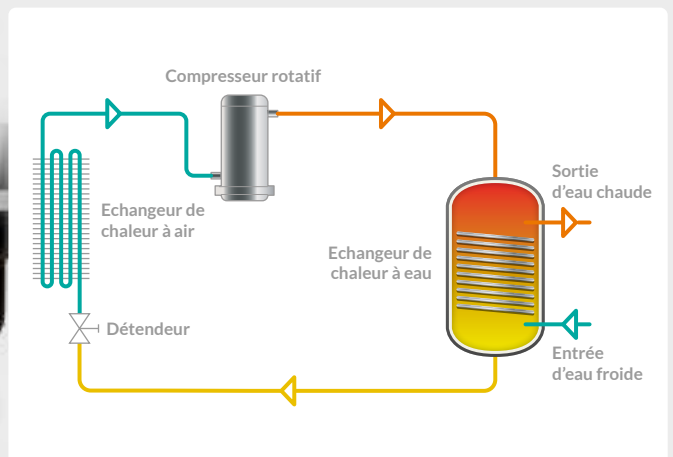 Compresseur rotatif
Sortie
d'eau chaude
Echangeur de
chaleur à air
Echangeur de
chaleur à eau
Détendeur
Entrée
d'eau froide